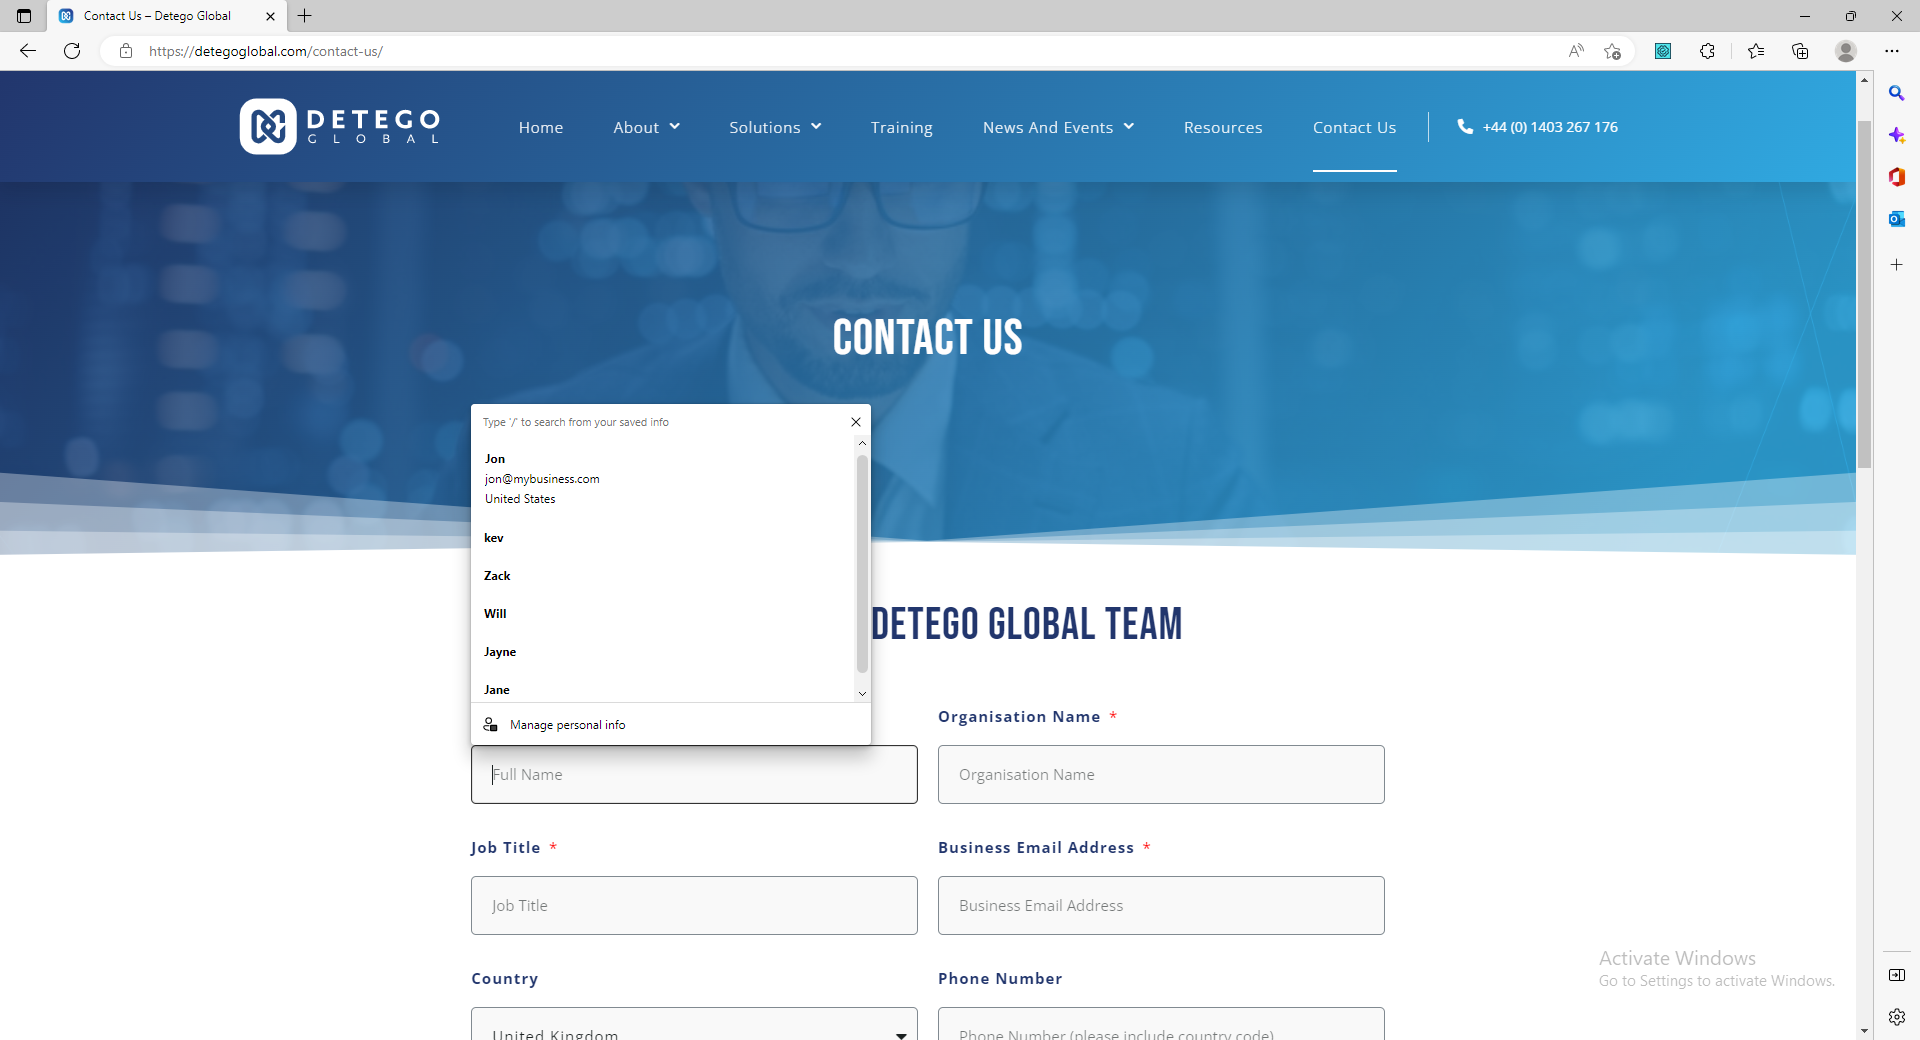 Contact Us – Detego Global
https://detegoglobal.com/contact-us/
DETEGO
GLOBAL
Home
About
Solutions
Training
News And Events
Resources
Contact Us
+44 (0) 1403 267 176
CONTACT US
Type '/' to search from your saved info
Jon
jon@mybusiness.com
United States
kev
Zack
Will
Jayne
Jane
Manage personal info
DETEGO GLOBAL TEAM
Organisation Name *
Full Name
Organisation Name
Job Title *
Business Email Address *
Job Title
Business Email Address
Country
Phone Number
United Kingdom
Phone Number (please include country code)
Activate Windows
Go to Settings to activate Windows.